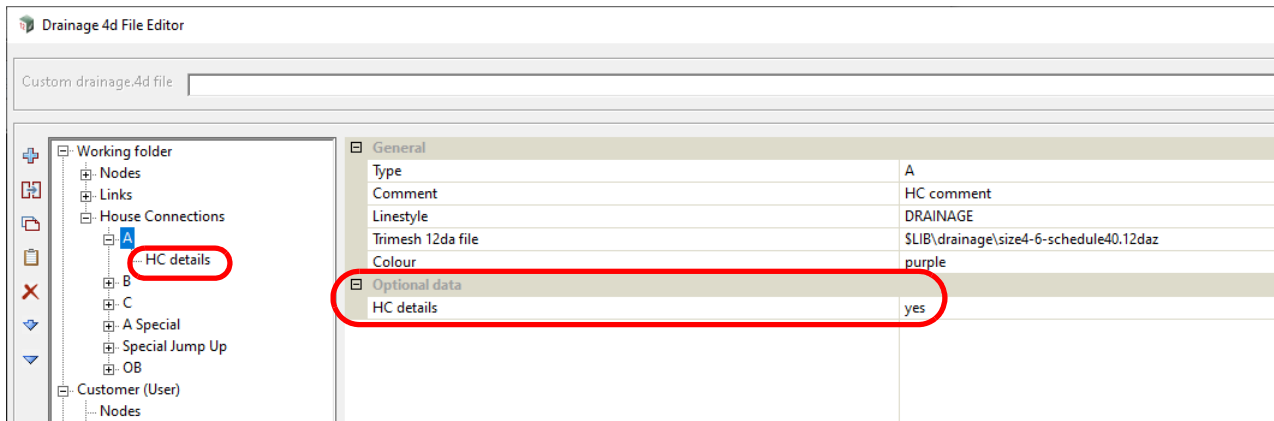 Drainage 4d File Editor
Custom drainage.4d file
Working folder
Nodes
Links
House Connections
A
HC details
B
C
A Special
Special Jump Up
OB
Customer (User)
Nodes
General
Type A
Comment HC comment
Linestyle DRAINAGE
Trimesh 12da file $LIB\drainage\size4-6-schedule40.12daz
Colour purple
Optional data
HC details yes